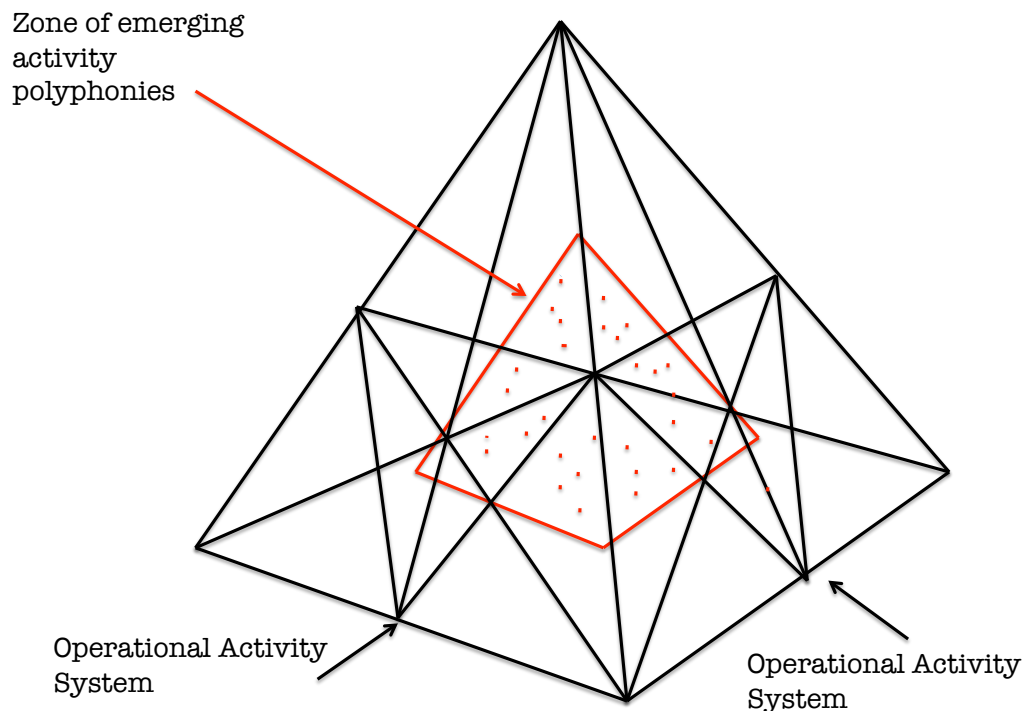 Zone of emerging
activity
polyphonies
Operational Activity
System
Operational Activity
System